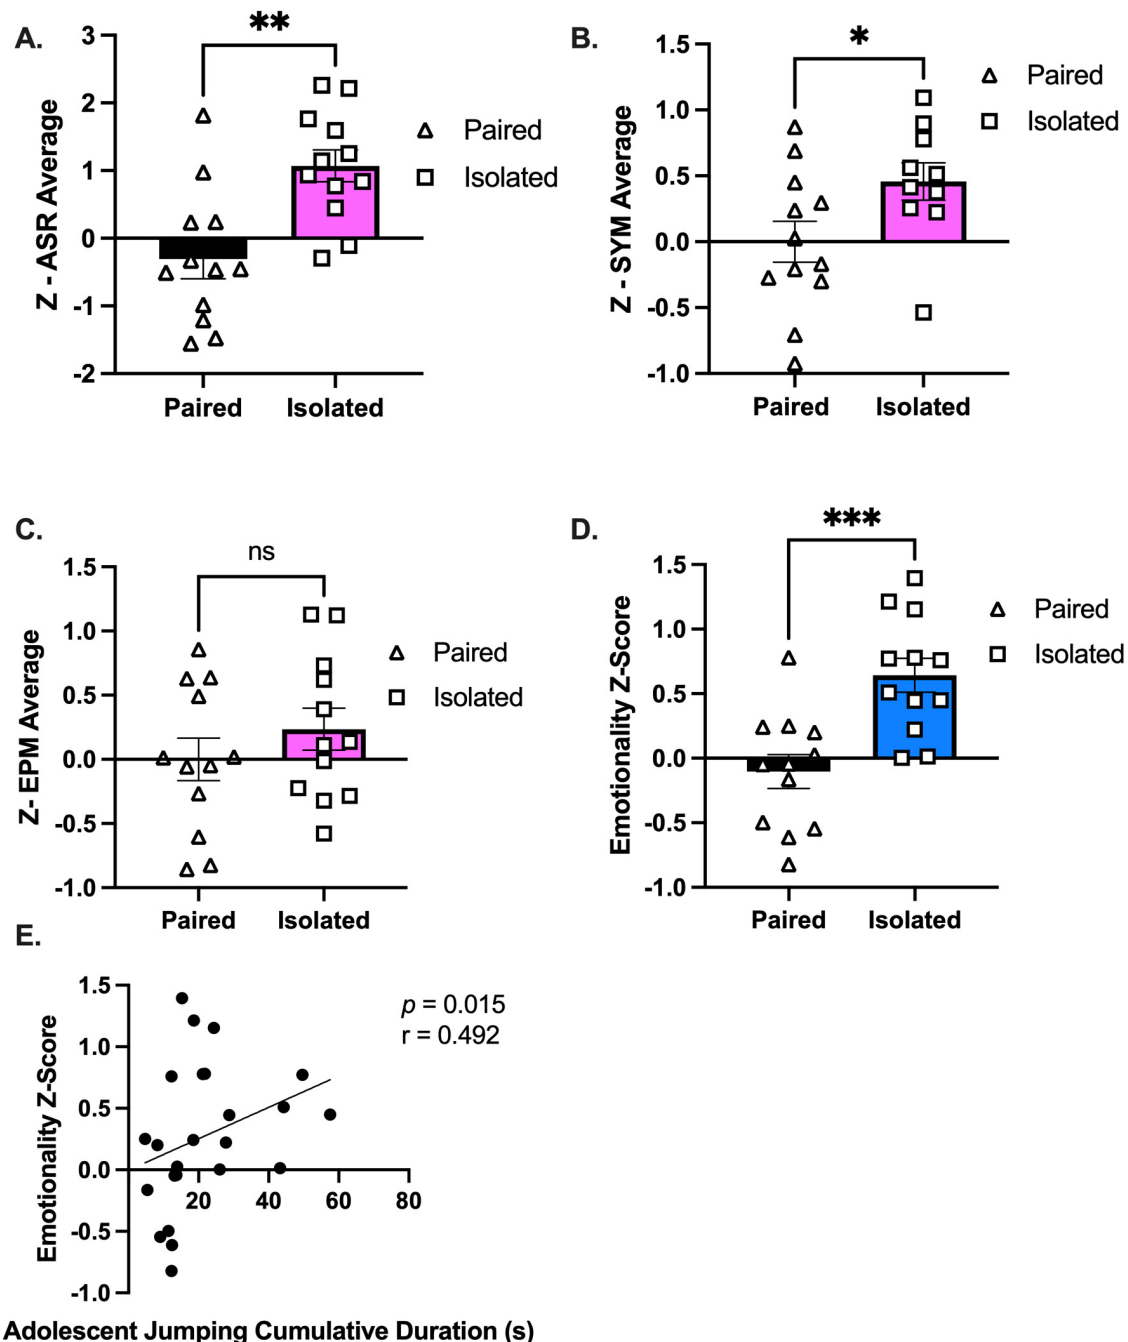 A.
**
3
2
1
0
-1
-2
Z - ASR Average
Paired
Isolated
Paired
Isolated
B.
*
1.5
1.0
0.5
0.0
-0.5
-1.0
Z - SYM Average
Paired
Isolated
Paired
Isolated
C.
ns
1.5
1.0
0.5
0.0
-0.5
-1.0
Z- EPM Average
Paired
Isolated
Paired
Isolated
D.
***
1.5
1.0
0.5
0.0
-0.5
-1.0
Emotionality Z-Score
Paired
Isolated
Paired
Isolated
E.
1.5
1.0
0.5
0.0
-0.5
-1.0
Emotionality Z-Score
p = 0.015
r = 0.492
20 40 60 80
Adolescent Jumping Cumulative Duration (s)